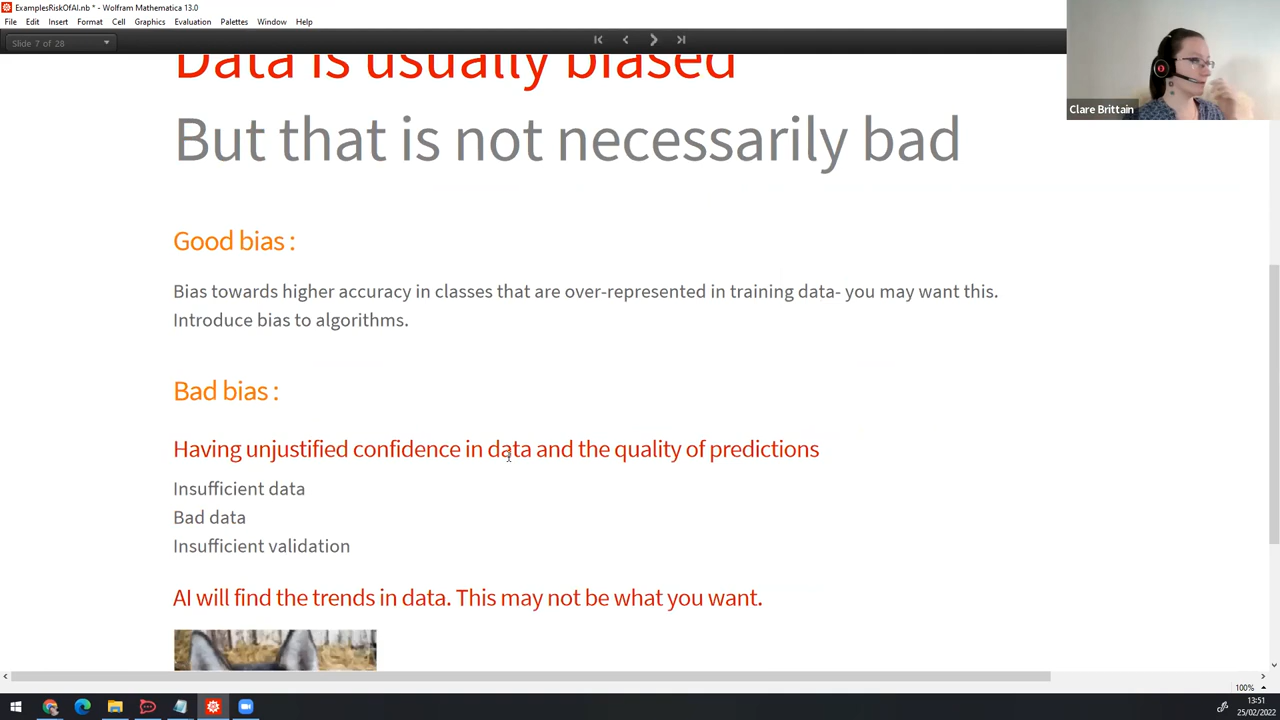 ExamplesRiskOfAI.nb * - Wolfram Mathematica 13.0
File Edit Insert Format Cell Graphics Evaluation Palettes Window Help
Slide 7 of 28
Data is usually biased
Clare Brittain
But that is not necessarily bad
Good bias :
Bias towards higher accuracy in classes that are over-represented in training data- you may want this.
Introduce bias to algorithms.
Bad bias :
Having unjustified confidence in data and the quality of predictions
Insufficient data
Bad data
Insufficient validation
AI will find the trends in data. This may not be what you want.
100%
13:51
25/02/2022